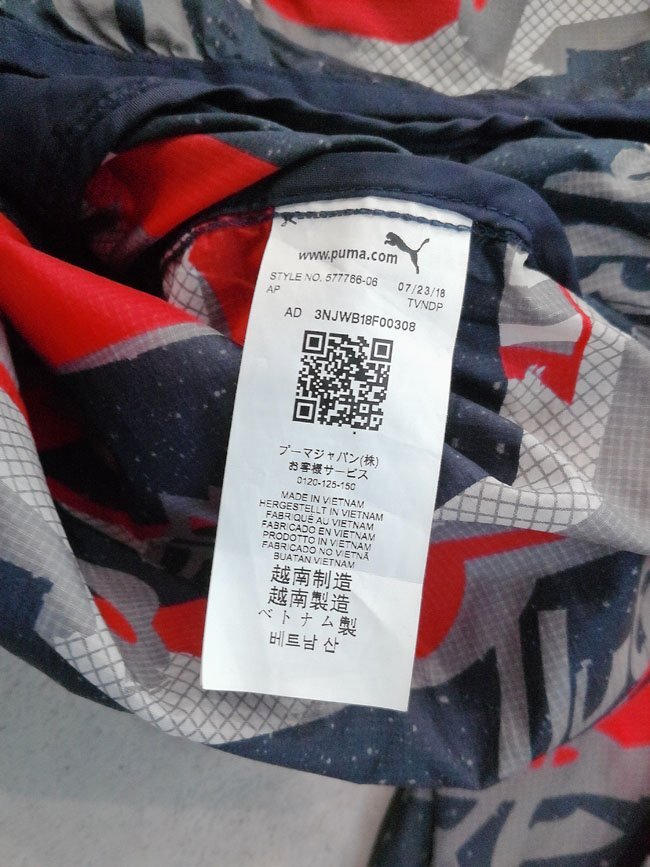 www.puma.com
STYLE NO. 577766-06 07/23/18
AP TVNDP
AD 3NJWB18F00308
プーマジャパン(株)
お客様サービス
0120-125-150
MADE IN VIETNAM
HERGESTELLT IN VIETNAM
FABRIQUÉ AU VIETNAM
FABRICADO EN VIETNAM
PRODOTTO IN VIETNAM
FABRICADO NO VIETNÃ
BUATAN VIETNAM
越南制造
越南製造
ベトナム製
베트남 산